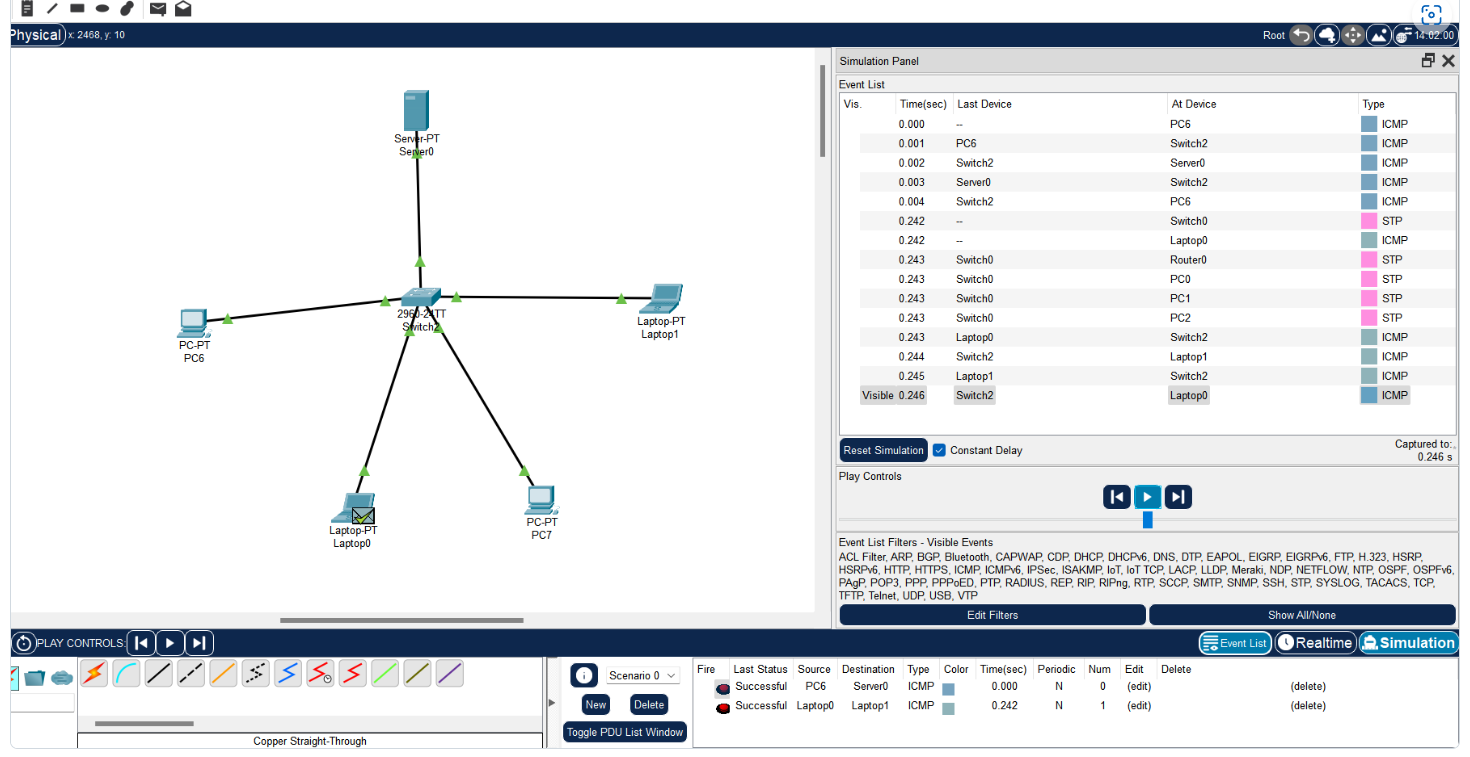 Physical x: 2468, y: 10 Root 14:02:00
Simulation Panel
Event List
Vis. Time(sec) Last Device At Device Type
0.000 -- PC6 ICMP
0.001 PC6 Switch2 ICMP
0.002 Switch2 Server0 ICMP
0.003 Server0 Switch2 ICMP
0.004 Switch2 PC6 ICMP
0.242 -- Switch0 STP
0.242 -- Laptop0 ICMP
0.243 Switch0 Router0 STP
0.243 Switch0 PC0 STP
0.243 Switch0 PC1 STP
0.243 Switch0 PC2 STP
0.243 Laptop0 Switch2 ICMP
0.244 Switch2 Laptop1 ICMP
0.245 Laptop1 Switch2 ICMP
Visible 0.246 Switch2 Laptop0 ICMP
Reset Simulation Constant Delay Captured to:
0.246 s
Play Controls
Event List Filters - Visible Events
ACL Filter, ARP, BGP, Bluetooth, CAPWAP, CDP, DHCP, DHCPv6, DNS, DTP, EAPOL, EIGRP, EIGRPv6, FTP, H.323, HSRP,
HSRPv6, HTTP, HTTPS, ICMP, ICMPv6, IPSec, ISAKMP, IoT, IoT TCP, LACP, LLDP, Meraki, NDP, NETFLOW, NTP, OSPF, OSPFv6,
PAgP, POP3, PPP, PPPoED, PTP, RADIUS, REP, RIP, RIPng, RTP, SCCP, SMTP, SNMP, SSH, STP, SYSLOG, TACACS, TCP,
TFTP, Telnet, UDP, USB, VTP
Edit Filters Show All/None
Server-PT
Server0
2960-24TT
Switch2
PC-PT
PC6
Laptop-PT
Laptop1
Laptop-PT
Laptop0
PC-PT
PC7
PLAY CONTROLS: Event List Realtime Simulation
Scenario 0
New Delete
Toggle PDU List Window
Copper Straight-Through
Fire Last Status Source Destination Type Color Time(sec) Periodic Num Edit Delete
Successful PC6 Server0 ICMP 0.000 N 0 (edit) (delete)
Successful Laptop0 Laptop1 ICMP 0.242 N 1 (edit) (delete)